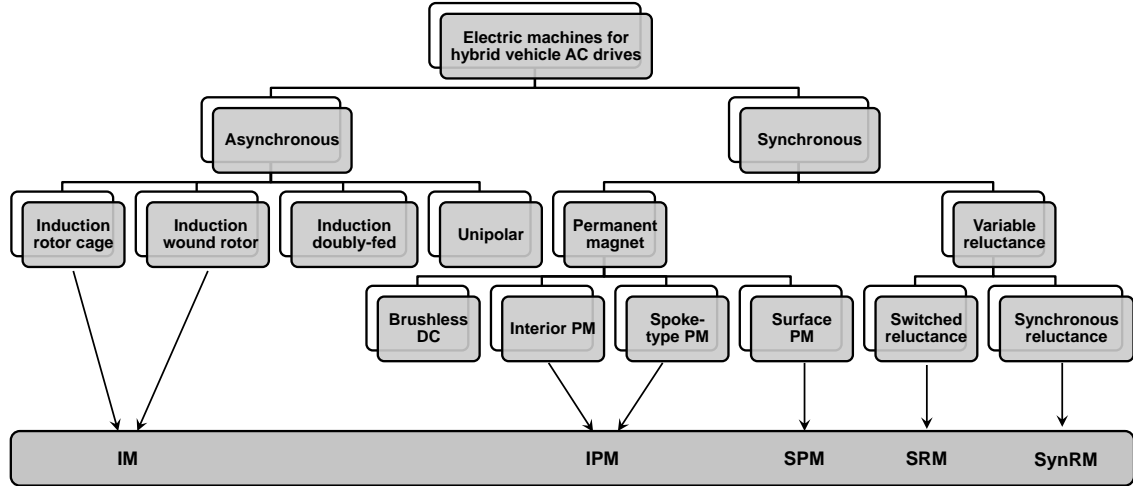 Electric machines for
hybrid vehicle AC drives
Asynchronous
Synchronous
Induction
rotor cage
Induction
wound rotor
Induction
doubly-fed
Unipolar
Permanent
magnet
Variable
reluctance
Brushless
DC
Interior PM
Spoke-
type PM
Surface
PM
Switched
reluctance
Synchronous
reluctance
IM
IPM
SPM
SRM
SynRM